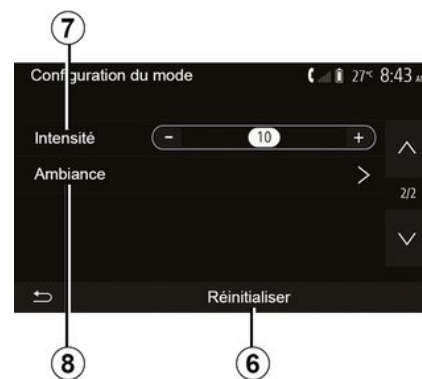 7
Configuration du mode 27°C 8:43
Intensité - 10 +
Ambiance >
2/2
Réinitialiser
8 6